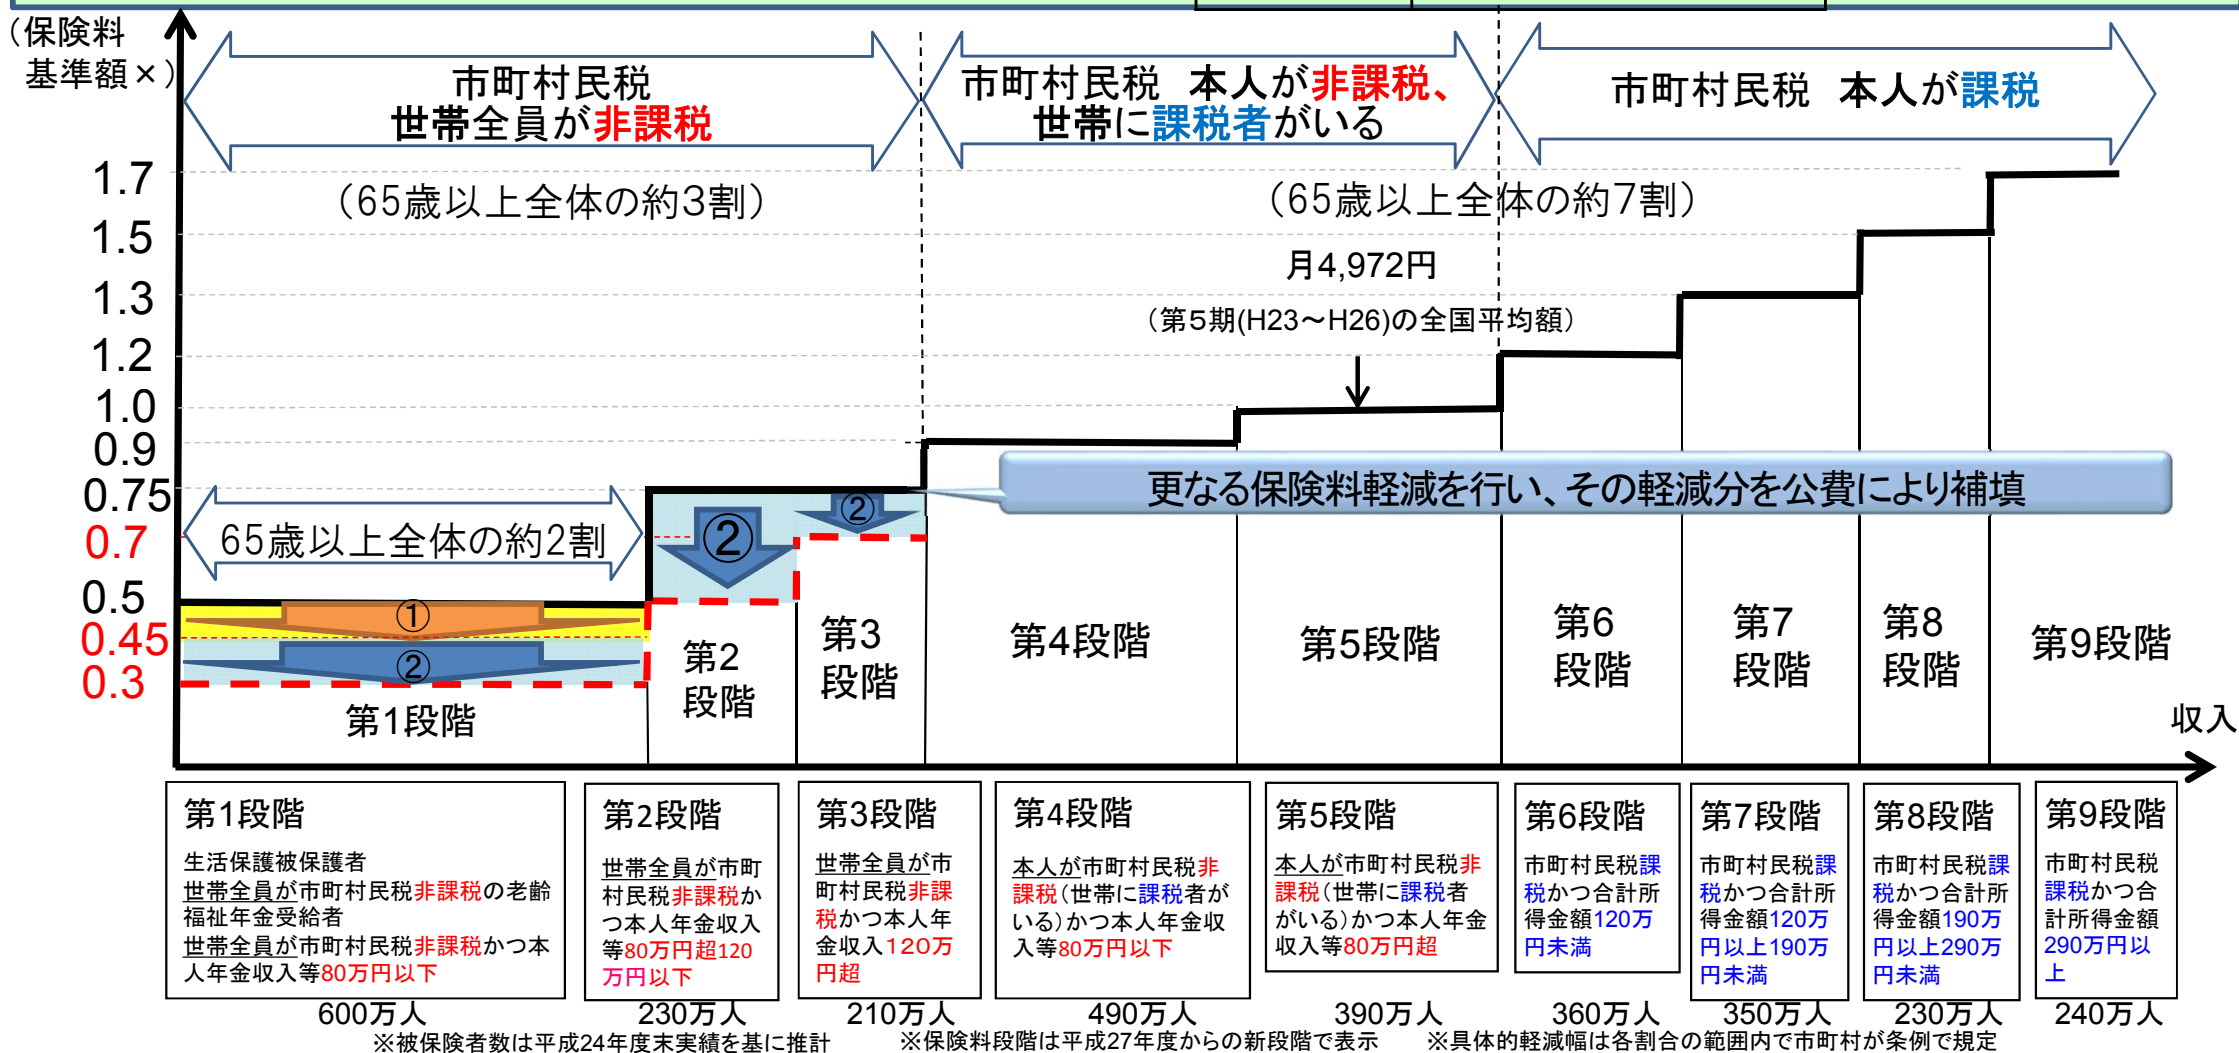 （保険料
基準額×）
市町村民税
世帯全員が非課税
市町村民税　本人が非課税、
世帯に課税者がいる
市町村民税　本人が課税
1.7
（65歳以上全体の約3割）
（65歳以上全体の約7割）
1.5
月4,972円
1.3
（第５期(H23～H26)の全国平均額）
1.2
1.0
0.9
0.75
更なる保険料軽減を行い、その軽減分を公費により補填
②
②
0.7
65歳以上全体の約2割
0.5
①
0.45
②
0.3
第1段階
第2
段階
第3
段階
第4段階
第5段階
第6
段階
第7
段階
第8
段階
第9段階
収入
第1段階
生活保護被保護者
世帯全員が市町村民税非課税の老齢
福祉年金受給者
世帯全員が市町村民税非課税かつ本
人年金収入等80万円以下
第2段階
世帯全員が市町
村民税非課税か
つ本人年金収入
等80万円超120
万円以下
第3段階
世帯全員が市
町村民税非課
税かつ本人年
金収入１２０万
円超
第4段階
本人が市町村民税非
課税（世帯に課税者が
いる）かつ本人年金収
入等80万円以下
第5段階
本人が市町村民税非
課税（世帯に課税者
がいる）かつ本人年金
収入等80万円超
第6段階
市町村民税課
税かつ合計所
得金額120万
円未満
第7段階
市町村民税課
税かつ合計所
得金額120万
円以上190万
円未満
第8段階
市町村民税課
税かつ合計所
得金額190万
円以上290万
円未満
第9段階
市町村民税
課税かつ合
計所得金額
290万円以
上
600万人
230万人
210万人
490万人
390万人
360万人
350万人
230万人
240万人
※被保険者数は平成24年度末実績を基に推計
※保険料段階は平成27年度からの新段階で表示
※具体的軽減幅は各割合の範囲内で市町村が条例で規定